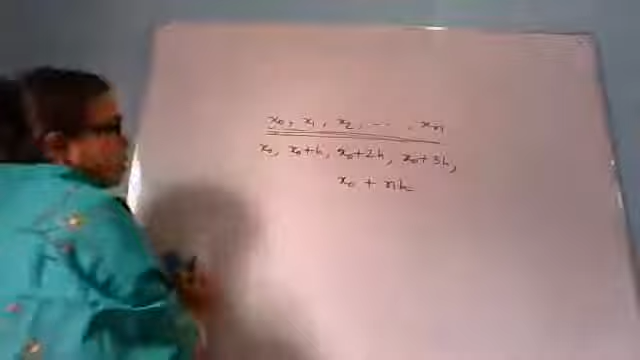 x₀, x₁, x₂, ..., xₙ
x₀, x₀+h, x₀+2h, x₀+3h,
x₀ + nh